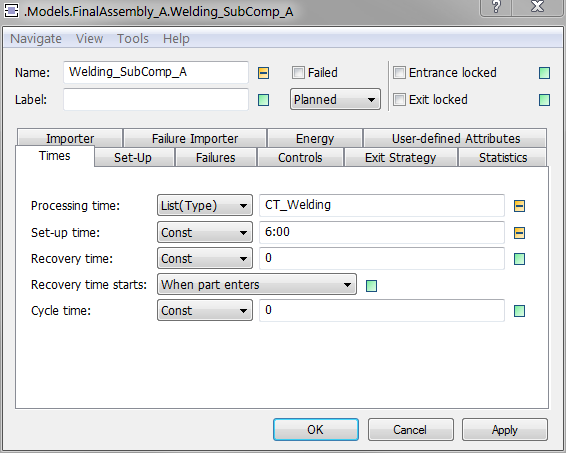 .Models.FinalAssembly_A.Welding_SubComp_A ?
Navigate View Tools Help
Name: Welding_SubComp_A Failed Entrance locked
Label: Planned Exit locked
Importer Failure Importer Energy User-defined Attributes
Times Set-Up Failures Controls Exit Strategy Statistics
Processing time: List(Type) CT_Welding
Set-up time: Const 6:00
Recovery time: Const 0
Recovery time starts: When part enters
Cycle time: Const 0
OK Cancel Apply